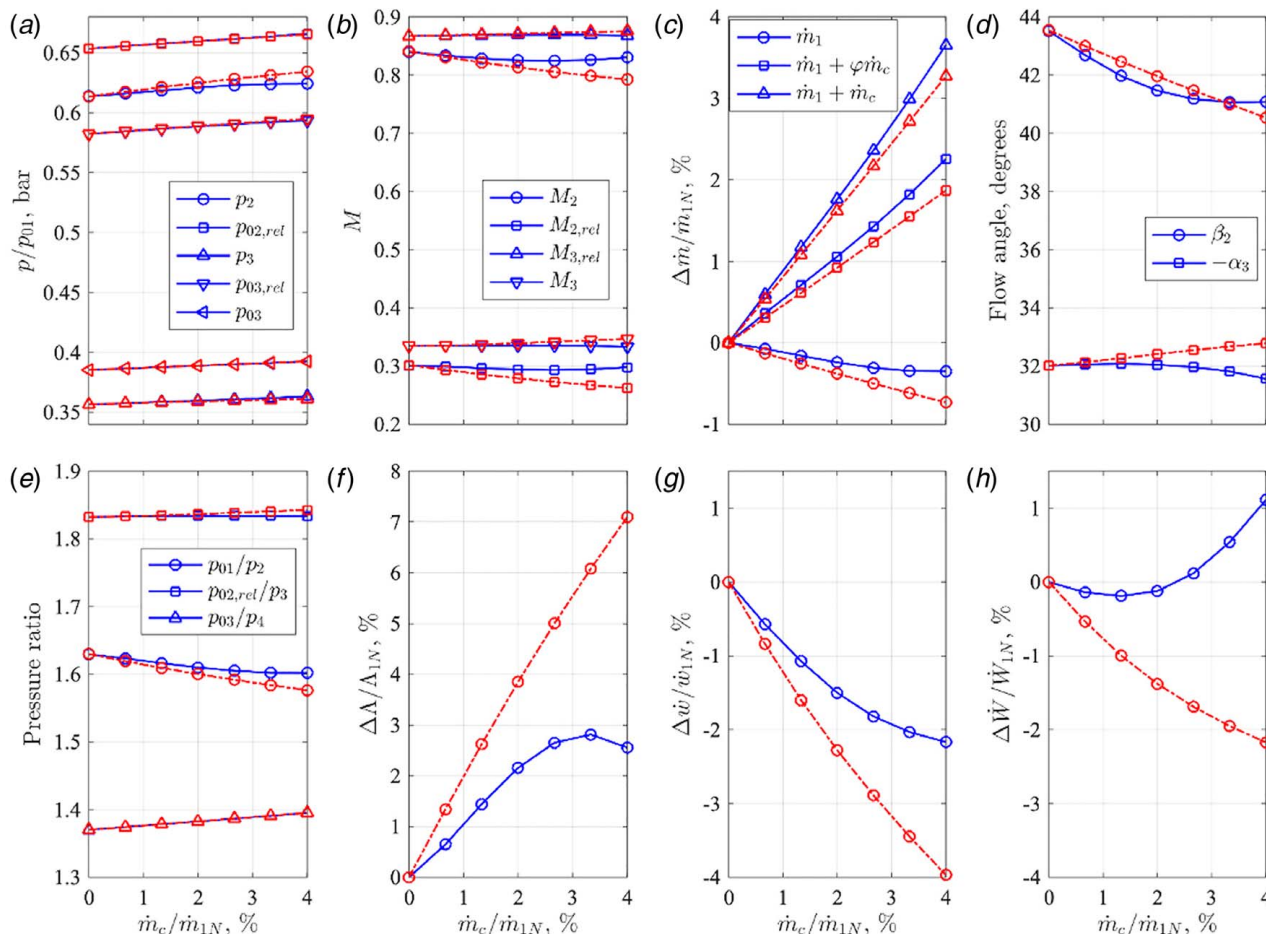 (a)
p/p₀₁, bar
0.65
0.6
0.55
0.5
0.45
0.4
0.35
p₂
p₀₂,rel
p₃
p₀₃,rel
p₀₃
(b)
M
1
0.9
0.8
0.7
0.6
0.5
0.4
0.3
0.2
M₂
M₂,rel
M₃,rel
M₃
(c)
Δṁ/ṁ₁N, %
4
3
2
1
0
-1
ṁ₁
ṁ₁ + φṁc
ṁ₁ + ṁc
(d)
Flow angle, degrees
44
42
40
38
36
34
32
30
β₂
−α₃
0 1 2 3 4
(e)
Pressure ratio
1.9
1.8
1.7
1.6
1.5
1.4
1.3
p₀₁/p₂
p₀₂,rel/p₃
p₀₃/p₄
0 1 2 3 4
ṁc/ṁ₁N, %
(f)
ΔΛ/Λ₁N, %
8
7
6
5
4
3
2
1
0
0 1 2 3 4
ṁc/ṁ₁N, %
(g)
Δẇ/ẇ₁N, %
1
0
-1
-2
-3
-4
0 1 2 3 4
ṁc/ṁ₁N, %
(h)
ΔẆ/Ẇ₁N, %
1
0
-1
-2
-3
-4
0 1 2 3 4
ṁc/ṁ₁N, %